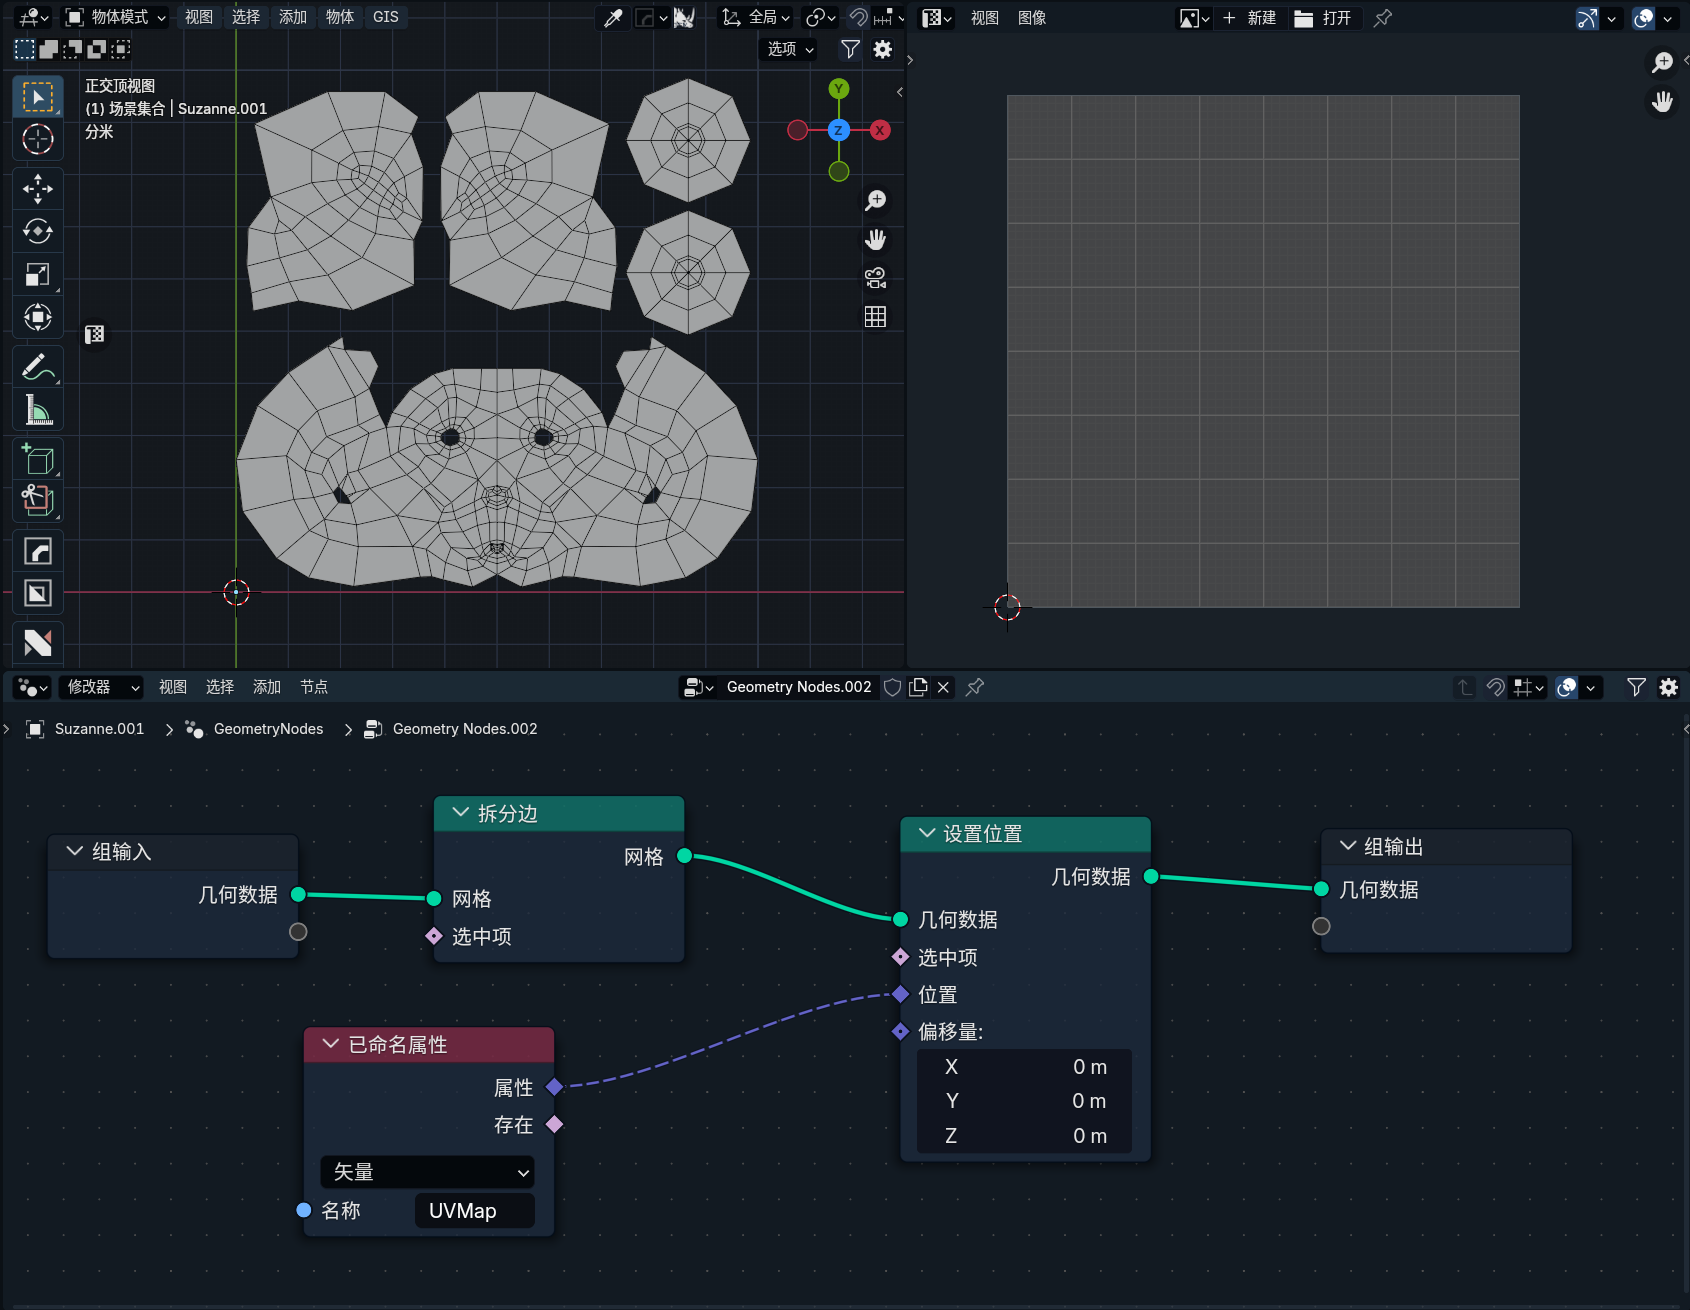 物体模式 视图 选择 添加 物体 GIS 全局
选项
正交顶视图
(1) 场景集合 | Suzanne.001
分米
Y
Z X
视图 图像 新建 打开
修改器 视图 选择 添加 节点 Geometry Nodes.002
Suzanne.001 GeometryNodes Geometry Nodes.002
组输入
几何数据
拆分边
网格
网格
选中项
已命名属性
属性
存在
矢量
名称 UVMap
设置位置
几何数据
几何数据
选中项
位置
偏移量:
X 0 m
Y 0 m
Z 0 m
组输出
几何数据